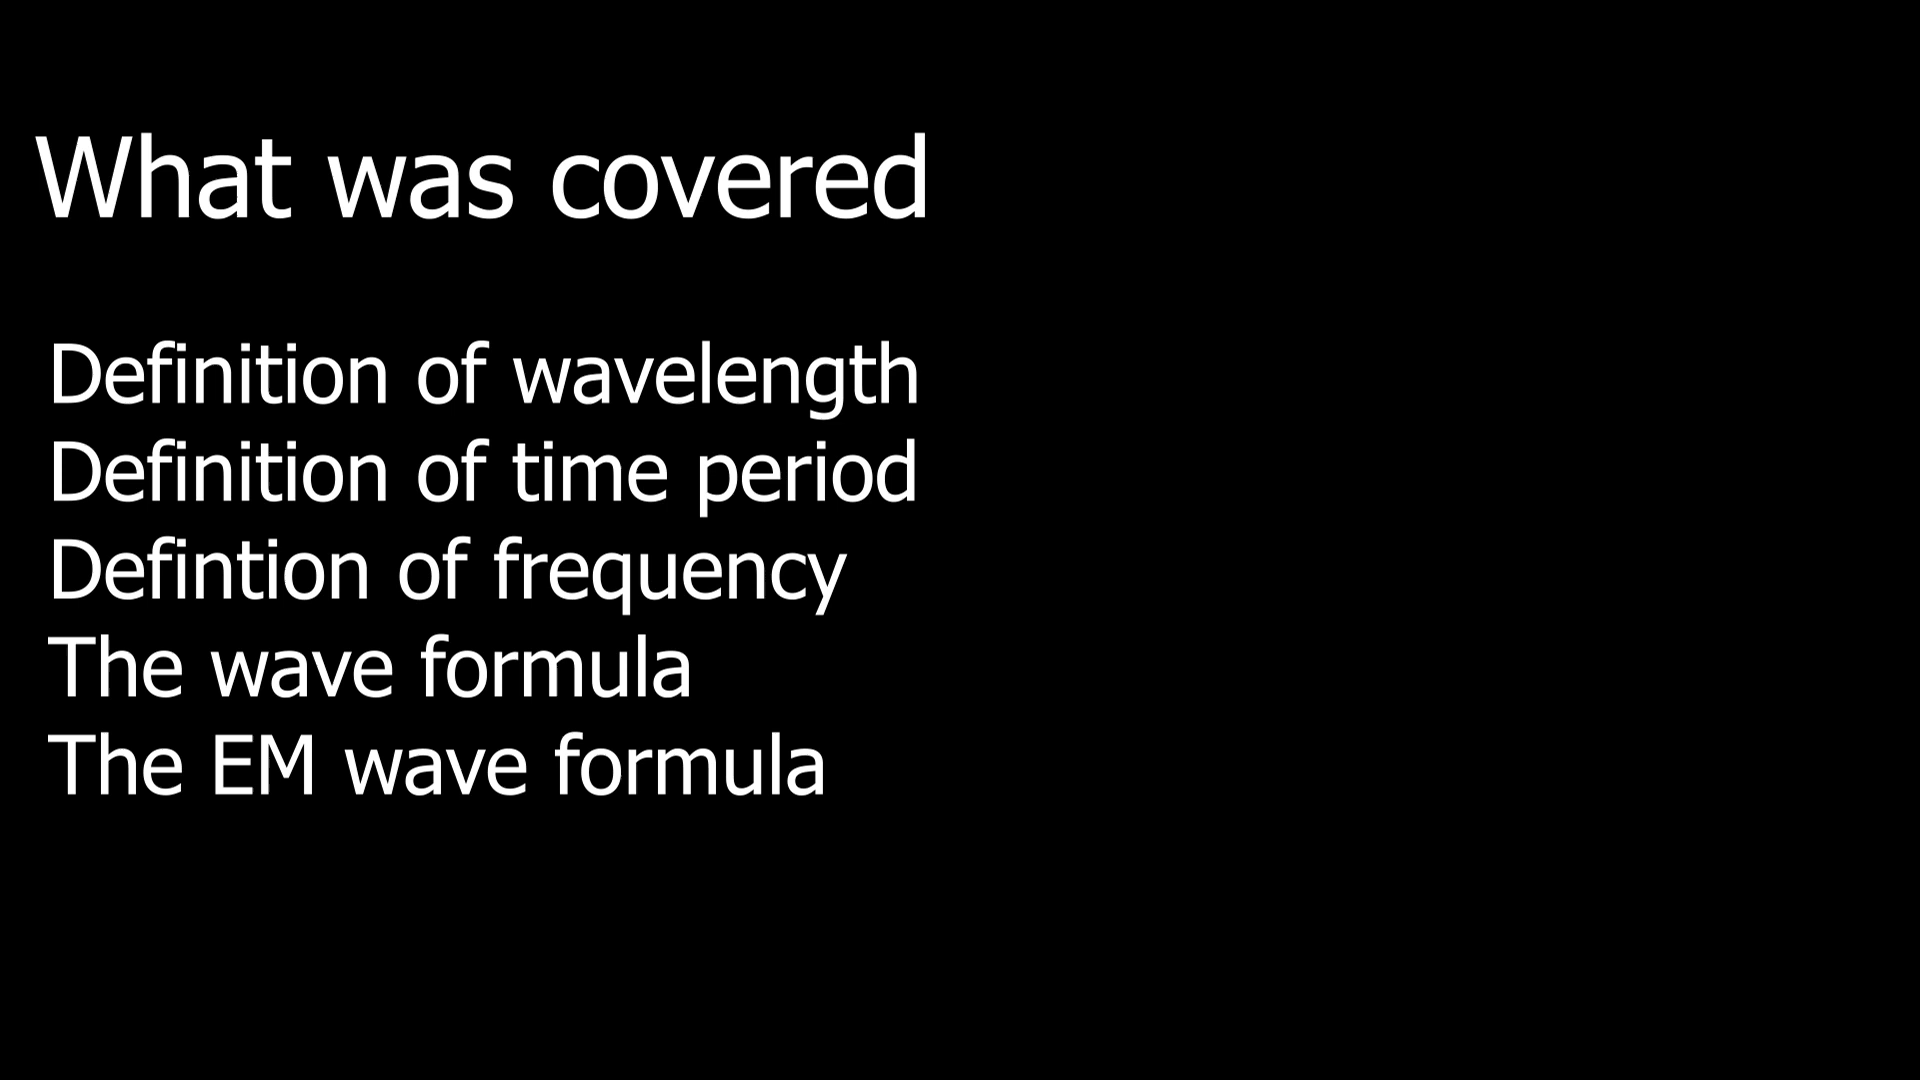 What was covered
Definition of wavelength
Definition of time period
Defintion of frequency
The wave formula
The EM wave formula